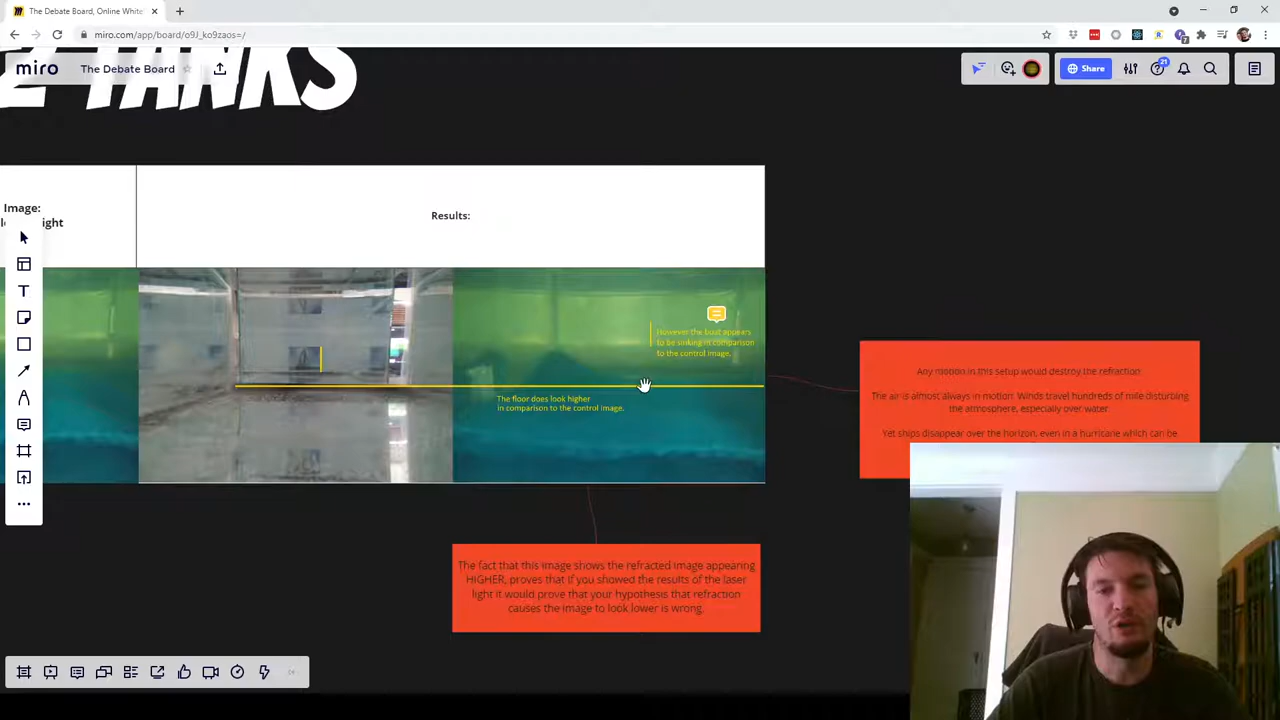 The Debate Board, Online White
miro.com/app/board/o9J_ko9zaos=/
2 TANKS
miro
The Debate Board
Share
21
Image:
ight
Results:
However the boat appears
to be sinking in comparison
to the control image.
The floor does look higher
in comparison to the control image.
Any motion in this setup would destroy the refraction
The air is almost always in motion. Winds travel hundreds of mile disturbing
the atmosphere, especially over water
Yet ships disappear over the horizon, even in a hurricane which can be
The fact that this image shows the refracted image appearing
HIGHER, proves that if you showed the results of the laser
light it would prove that your hypothesis that refraction
causes the image to look lower is wrong.